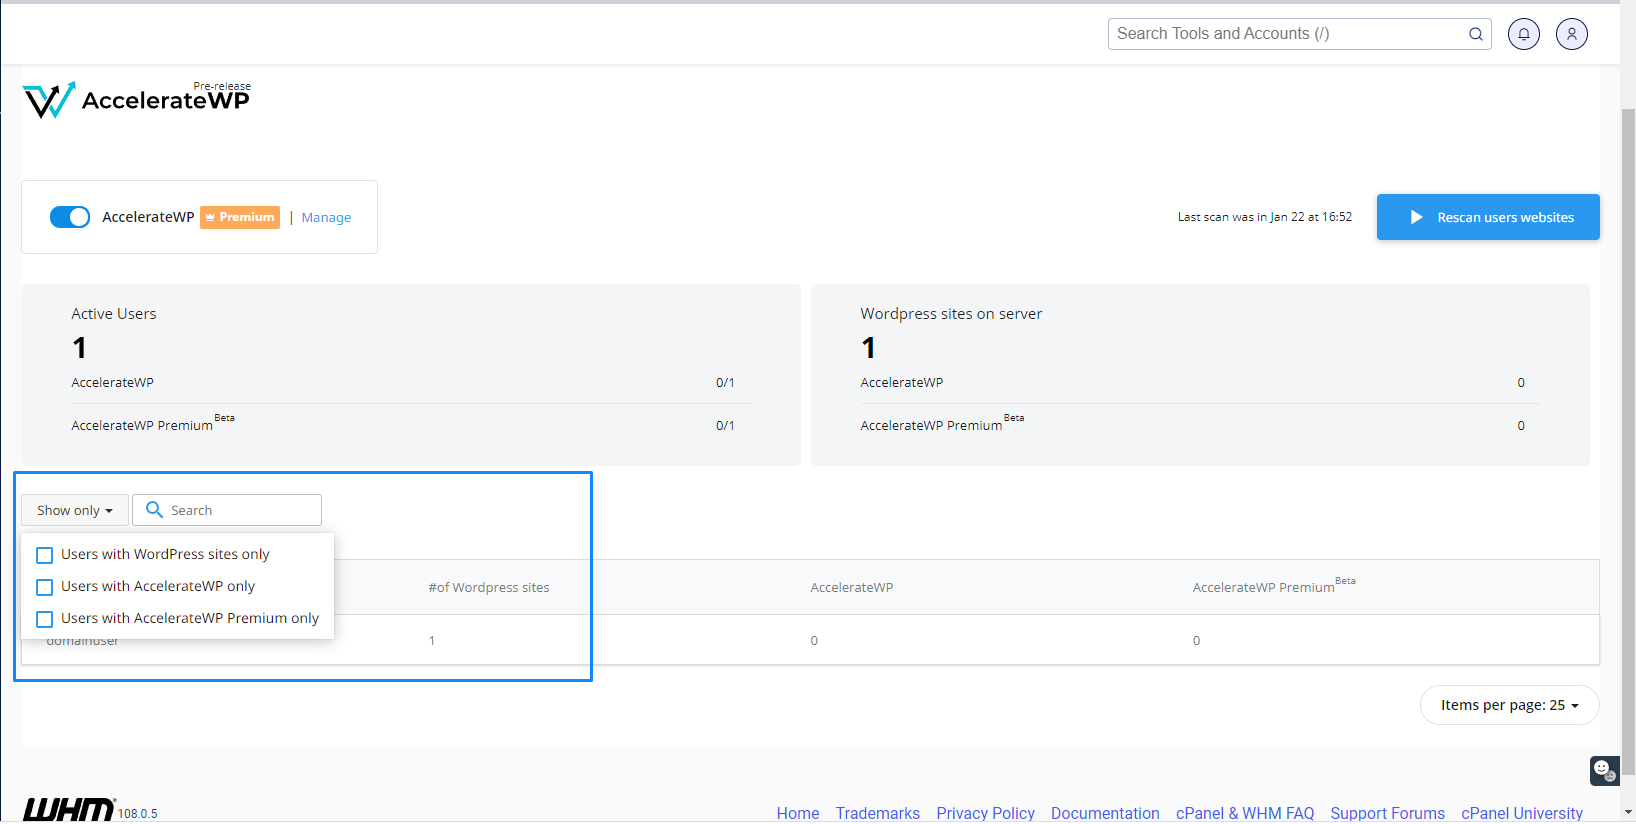 Search Tools and Accounts (/)
Pre-release
AccelerateWP
AccelerateWP Premium | Manage
Last scan was in Jan 22 at 16:52
Rescan users websites
Active Users
1
AccelerateWP 0/1
AccelerateWP Premium Beta 0/1
Wordpress sites on server
1
AccelerateWP 0
AccelerateWP Premium Beta 0
Show only
Search
Users with WordPress sites only
Users with AccelerateWP only
Users with AccelerateWP Premium only
#of Wordpress sites AccelerateWP AccelerateWP Premium Beta
domainuser 1 0 0
Items per page: 25
WHM 108.0.5
Home Trademarks Privacy Policy Documentation cPanel & WHM FAQ Support Forums cPanel University